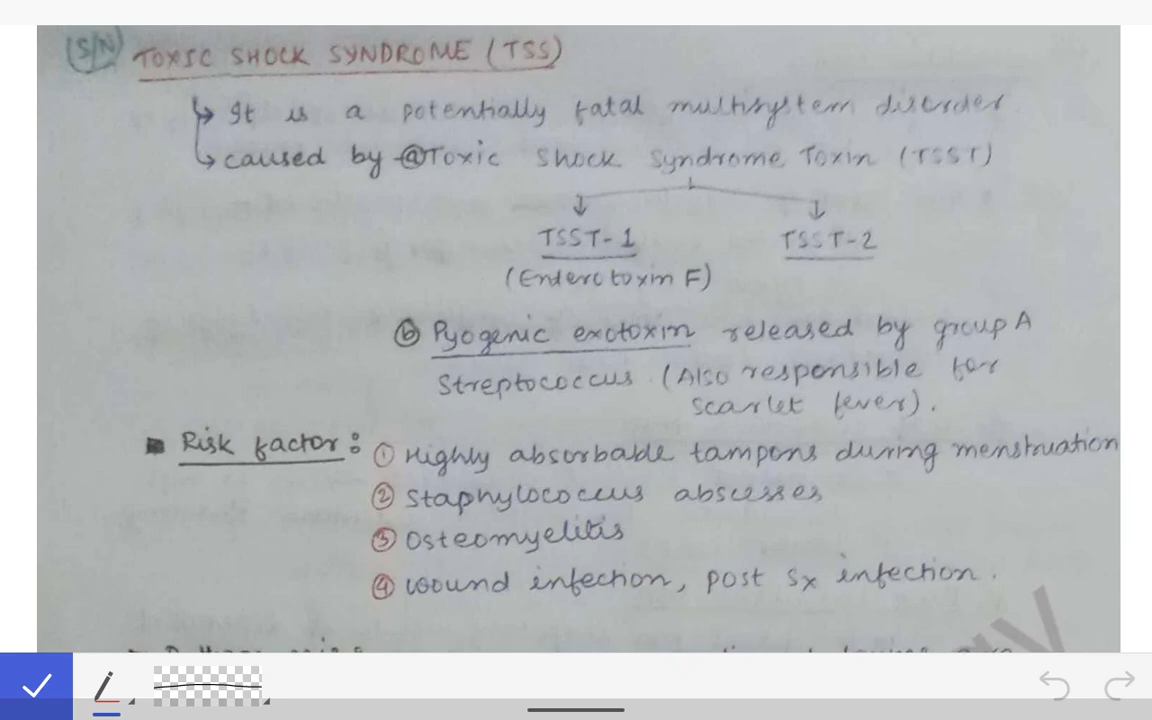 (S/N) TOXIC SHOCK SYNDROME (TSS)
↳ It is a potentially fatal multisystem disorder
↳ caused by ⓐ Toxic Shock Syndrome Toxin (TSST)
TSST-1 TSST-2
(Enterotoxin F)
ⓑ Pyogenic exotoxin released by group A
Streptococcus (Also responsible for
scarlet fever).
■ Risk factor: ① Highly absorbable tampons during menstruation
② Staphylococcus abscesses
③ Osteomyelitis
④ Wound infection, post Sx infection.